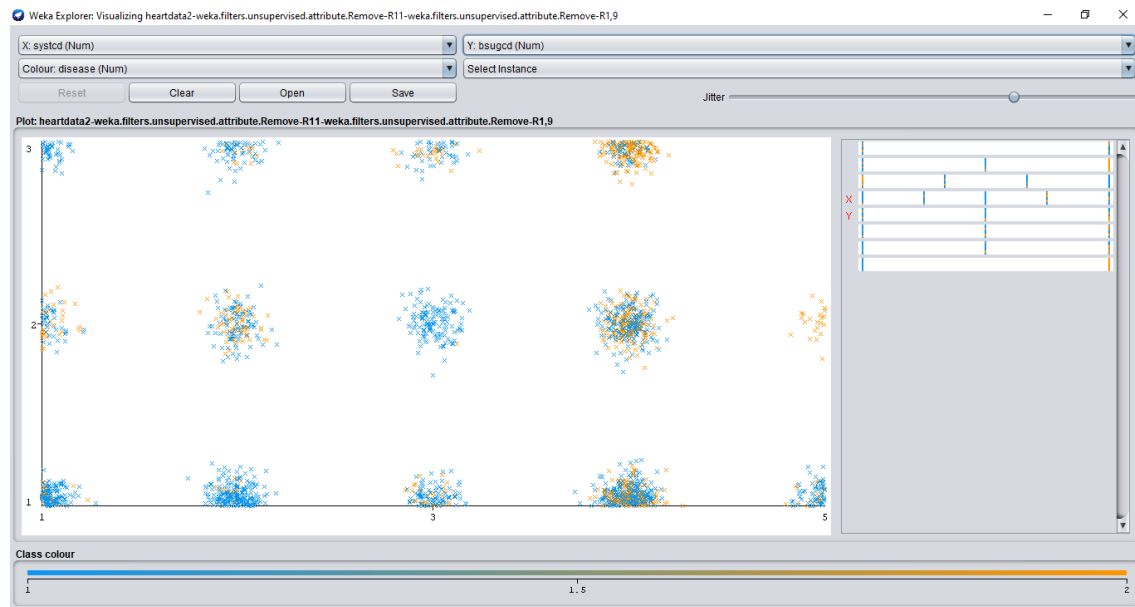 Weka Explorer: Visualizing heartdata2-weka.filters.unsupervised.attribute.Remove-R11-weka.filters.unsupervised.attribute.Remove-R1,9
X: systcd (Num) Y: bsugcd (Num)
Colour: disease (Num) Select Instance
Reset Clear Open Save Jitter
Plot: heartdata2-weka.filters.unsupervised.attribute.Remove-R11-weka.filters.unsupervised.attribute.Remove-R1,9
3
X
Y
2
1
1 3 5
Class colour
1 1.5 2